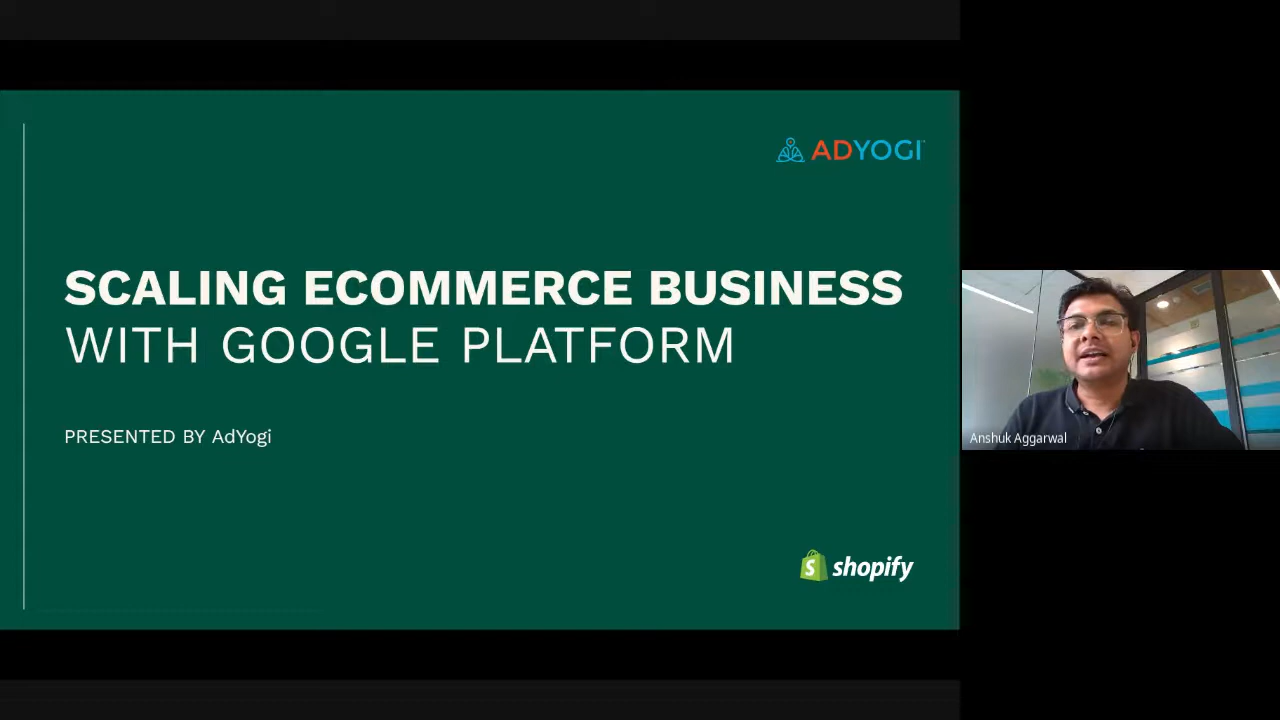 ADYOGI
SCALING ECOMMERCE BUSINESS
WITH GOOGLE PLATFORM
PRESENTED BY AdYogi
shopify
Anshuk Aggarwal